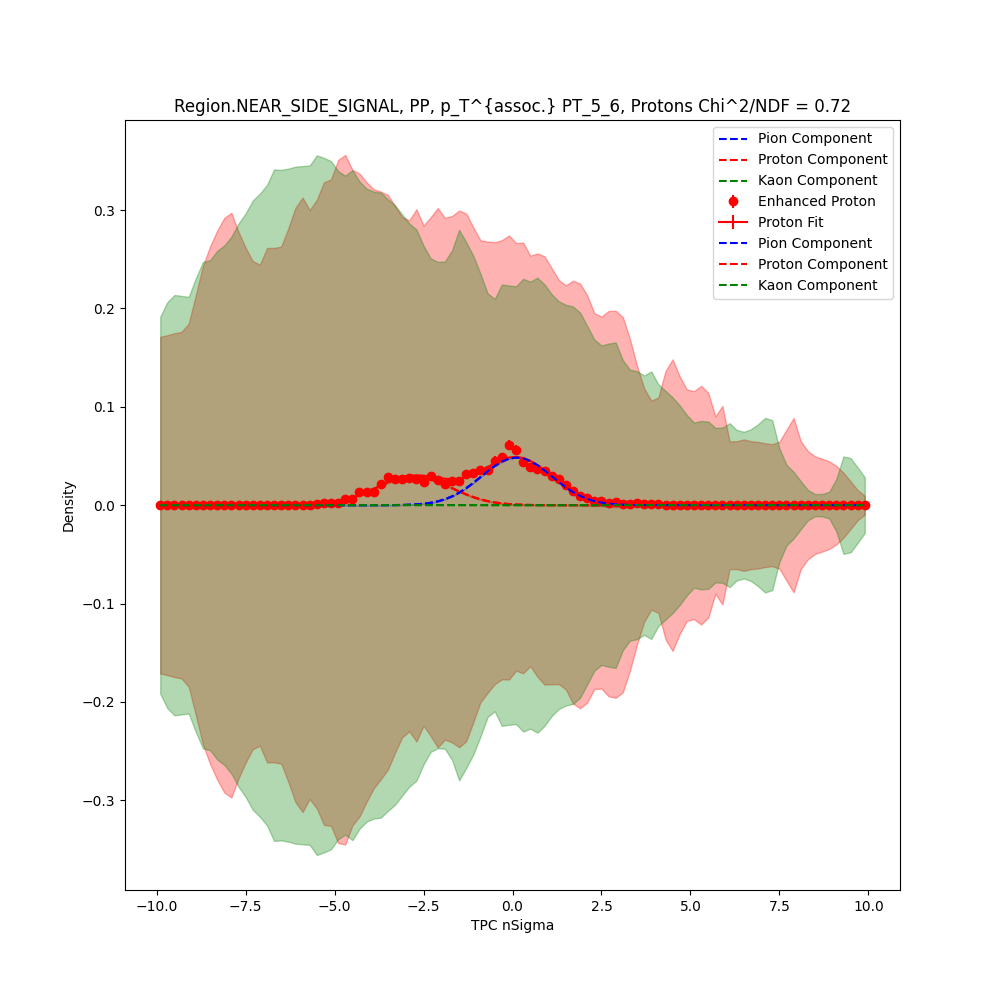 Region.NEAR_SIDE_SIGNAL, PP, p_T^{assoc.} PT_5_6, Protons Chi^2/NDF = 0.72
Pion Component
Proton Component
Kaon Component
Enhanced Proton
Proton Fit
Pion Component
Proton Component
Kaon Component
Density
0.3
0.2
0.1
0.0
−0.1
−0.2
−0.3
−10.0 −7.5 −5.0 −2.5 0.0 2.5 5.0 7.5 10.0
TPC nSigma